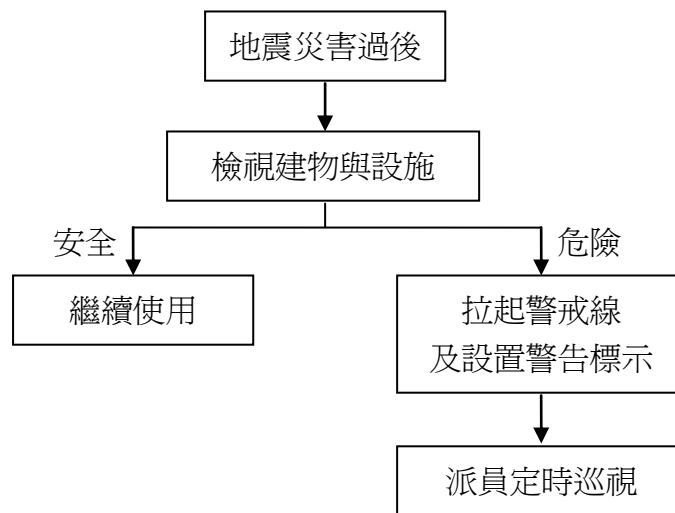 地震災害過後
檢視建物與設施
安全
危險
繼續使用
拉起警戒線
及設置警告標示
派員定時巡視